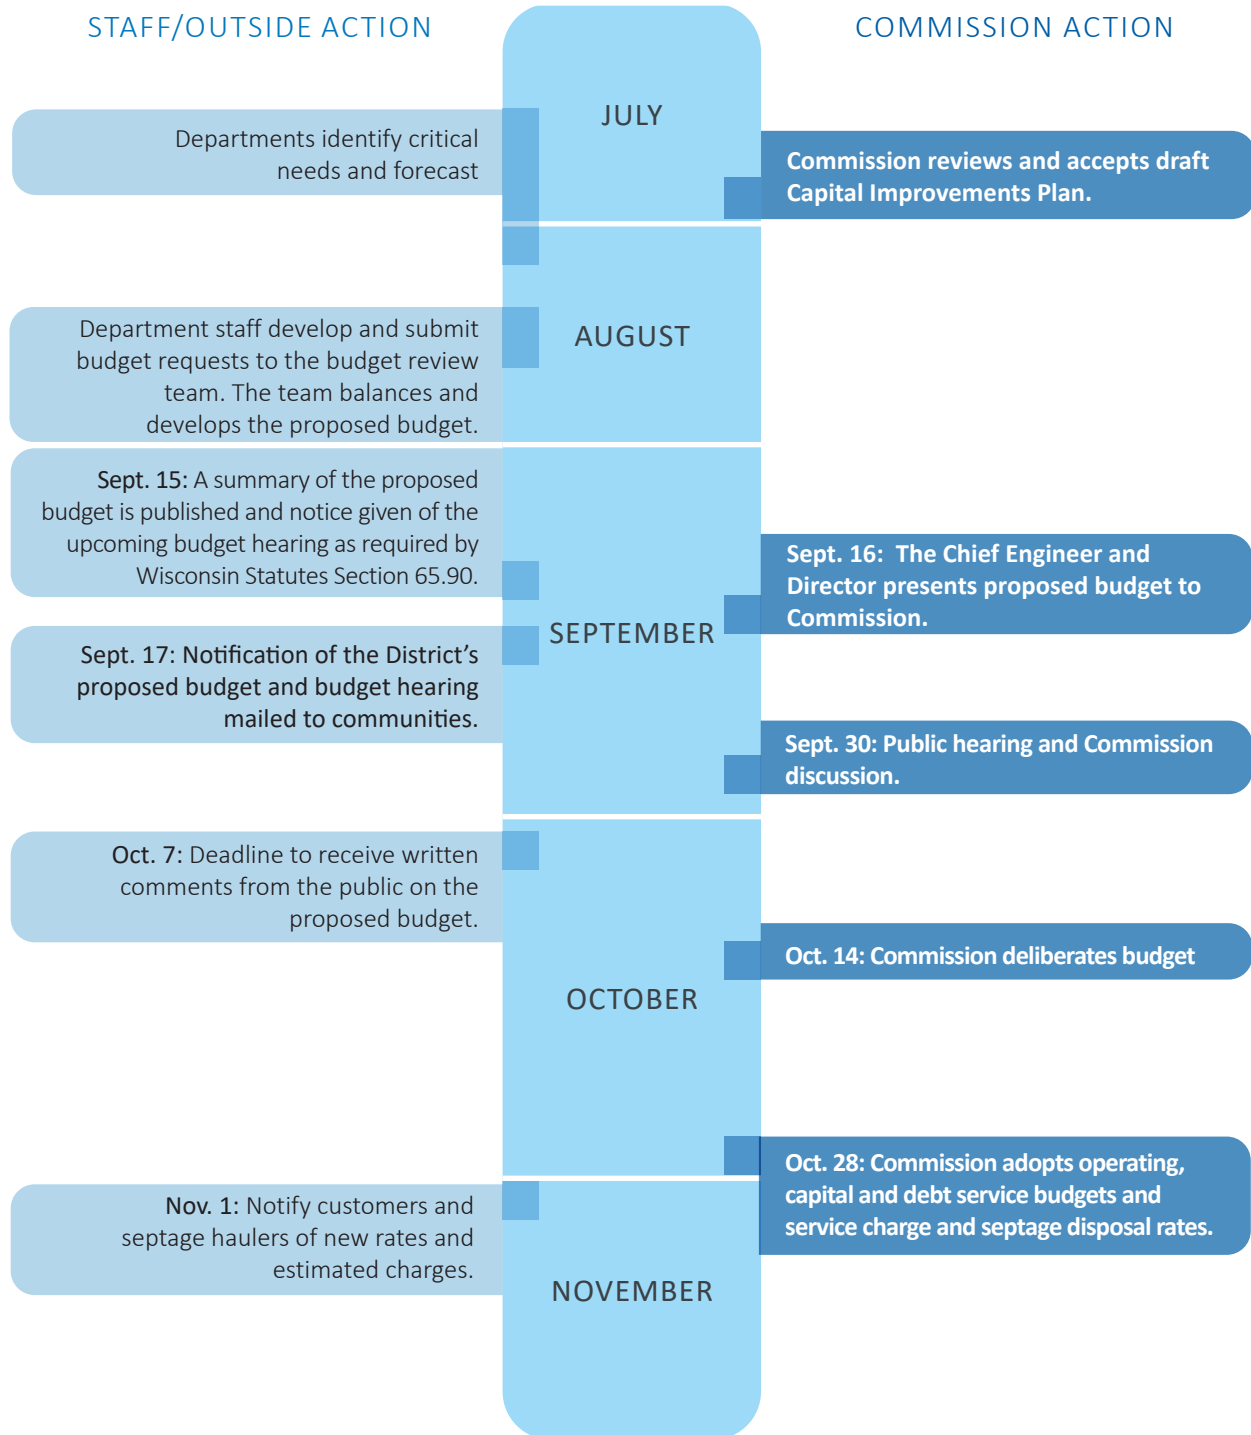 STAFF/OUTSIDE ACTION
COMMISSION ACTION
JULY
Departments identify critical
needs and forecast
Commission reviews and accepts draft
Capital Improvements Plan.
AUGUST
Department staff develop and submit
budget requests to the budget review
team. The team balances and
develops the proposed budget.
Sept. 15: A summary of the proposed
budget is published and notice given of the
upcoming budget hearing as required by
Wisconsin Statutes Section 65.90.
Sept. 16:  The Chief Engineer and
Director presents proposed budget to
Commission.
SEPTEMBER
Sept. 17: Notification of the District’s
proposed budget and budget hearing
mailed to communities.
Sept. 30: Public hearing and Commission
discussion.
Oct. 7: Deadline to receive written
comments from the public on the
proposed budget.
Oct. 14: Commission deliberates budget
OCTOBER
Oct. 28: Commission adopts operating,
capital and debt service budgets and
service charge and septage disposal rates.
Nov. 1: Notify customers and
septage haulers of new rates and
estimated charges.
NOVEMBER